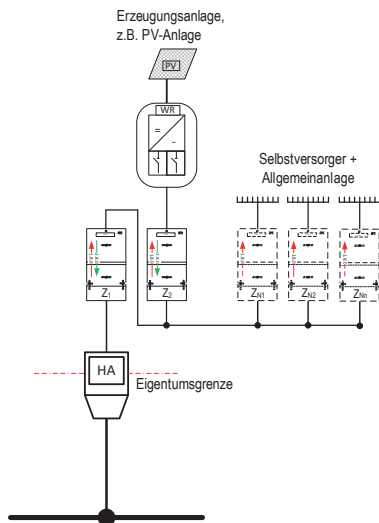 Erzeugungsanlage,
z.B. PV-Anlage
PV
WR
=
~
Selbstversorger +
Allgemeinanlage
Z1
Z2
ZN1
ZN2
ZNn
HA
Eigentumsgrenze